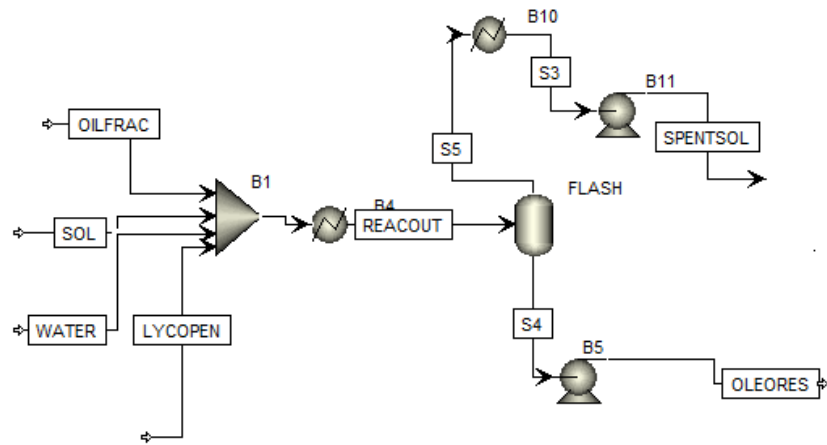 B10
S3
B11
OILFRAC
SPENTSOL
S5
B1
FLASH
B4
REACOUT
SOL
S4
WATER
LYCOPEN
B5
OLEORES